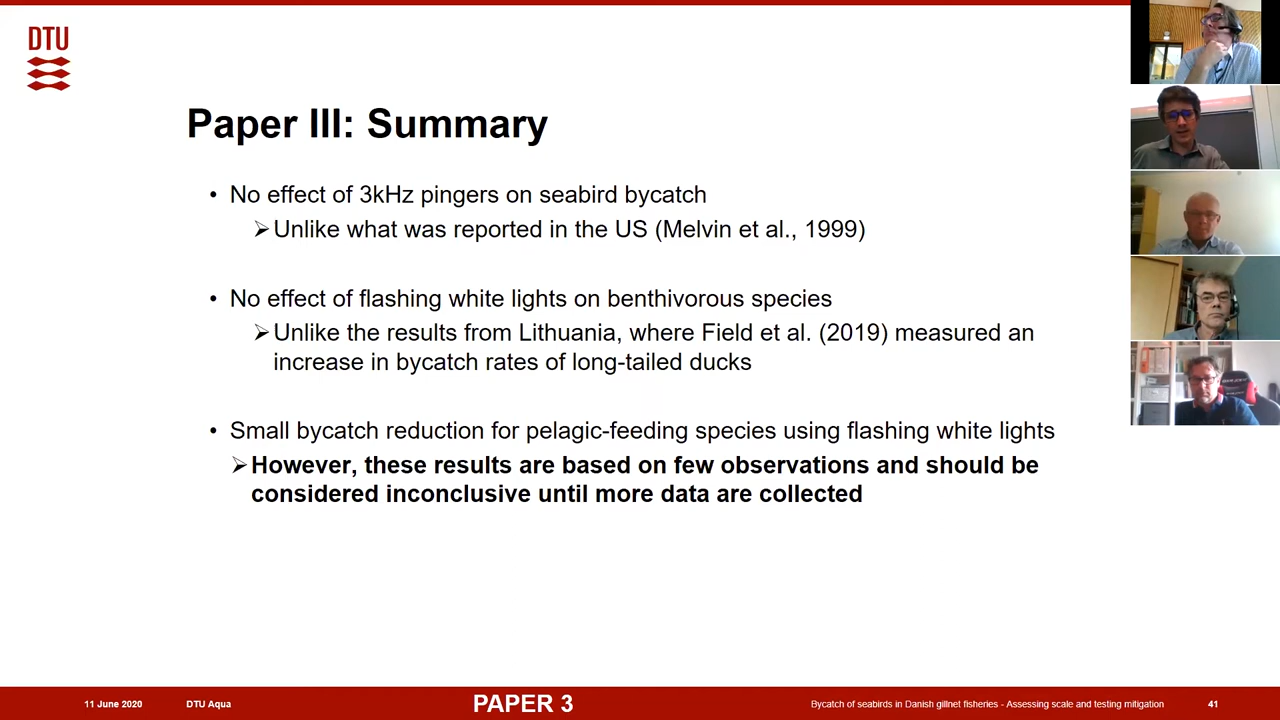 DTU
Paper III: Summary
• No effect of 3kHz pingers on seabird bycatch
➢Unlike what was reported in the US (Melvin et al., 1999)
• No effect of flashing white lights on benthivorous species
➢Unlike the results from Lithuania, where Field et al. (2019) measured an
increase in bycatch rates of long-tailed ducks
• Small bycatch reduction for pelagic-feeding species using flashing white lights
➢However, these results are based on few observations and should be
considered inconclusive until more data are collected
11 June 2020 DTU Aqua PAPER 3 Bycatch of seabirds in Danish gillnet fisheries - Assessing scale and testing mitigation 41